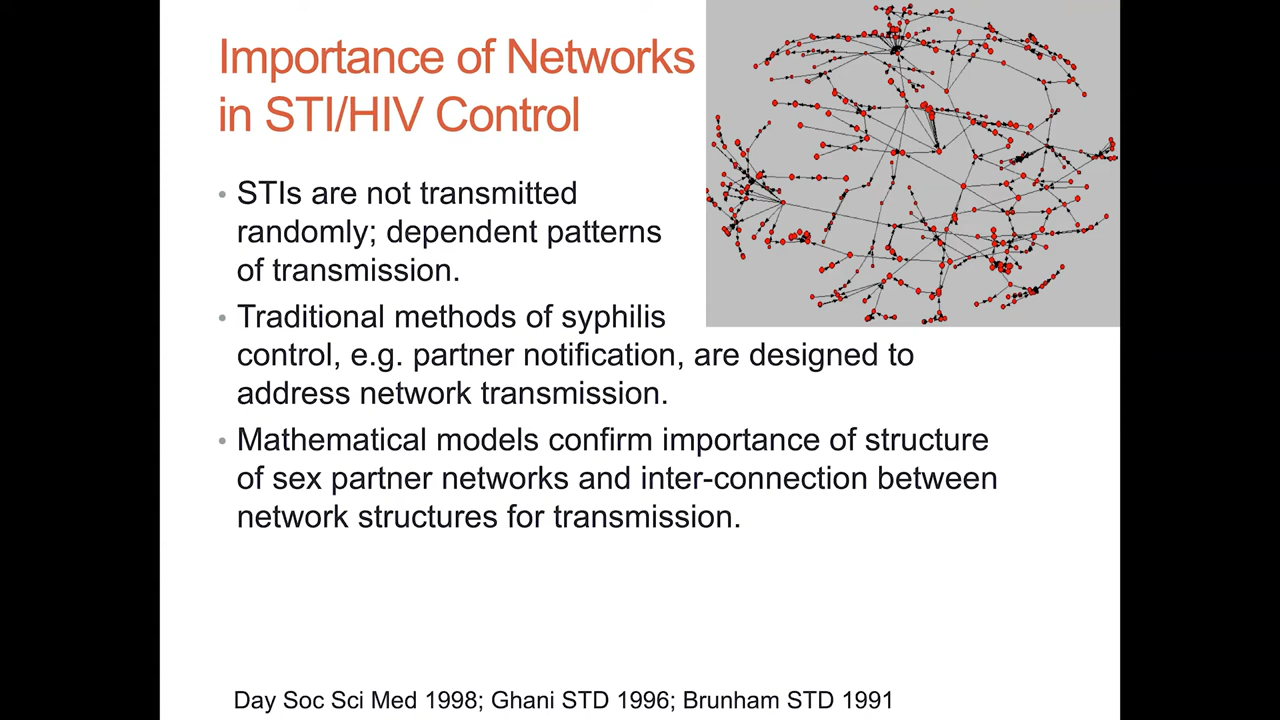 Importance of Networks
in STI/HIV Control
• STIs are not transmitted
randomly; dependent patterns
of transmission.
• Traditional methods of syphilis
control, e.g. partner notification, are designed to
address network transmission.
• Mathematical models confirm importance of structure
of sex partner networks and inter-connection between
network structures for transmission.
Day Soc Sci Med 1998; Ghani STD 1996; Brunham STD 1991